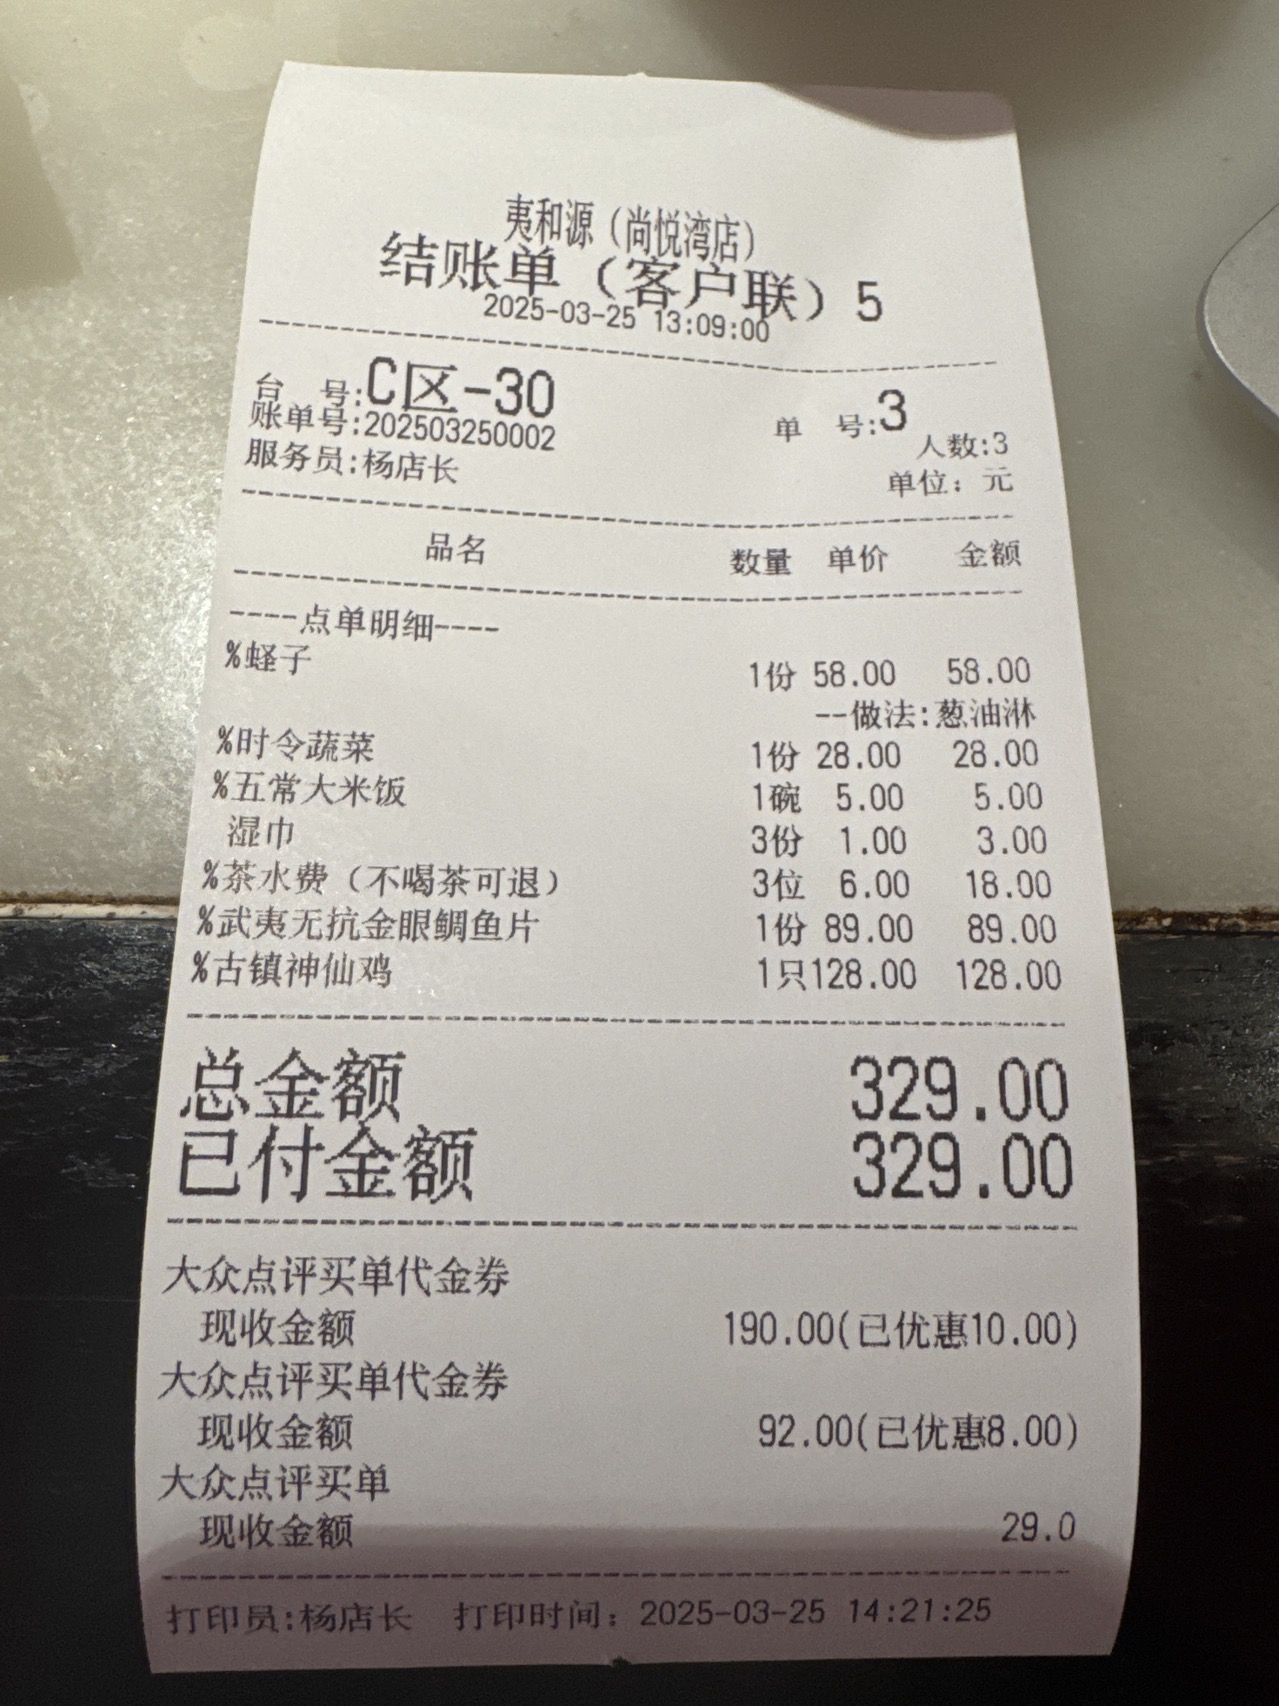 夷和源（尚悦湾店）
结账单（客户联）5
2025-03-25 13:09:00
台 号:C区-30 单 号:3
账单号:202503250002 人数:3
服务员:杨店长 单位：元
品名 数量 单价 金额
----点单明细----
%蛏子 1份 58.00 58.00
--做法:葱油淋
%时令蔬菜 1份 28.00 28.00
%五常大米饭 1碗 5.00 5.00
湿巾 3份 1.00 3.00
%茶水费（不喝茶可退） 3位 6.00 18.00
%武夷无抗金眼鲷鱼片 1份 89.00 89.00
%古镇神仙鸡 1只128.00 128.00
总金额 329.00
已付金额 329.00
大众点评买单代金券
现收金额 190.00(已优惠10.00)
大众点评买单代金券
现收金额 92.00(已优惠8.00)
大众点评买单
现收金额 29.0
打印员:杨店长 打印时间：2025-03-25 14:21:25